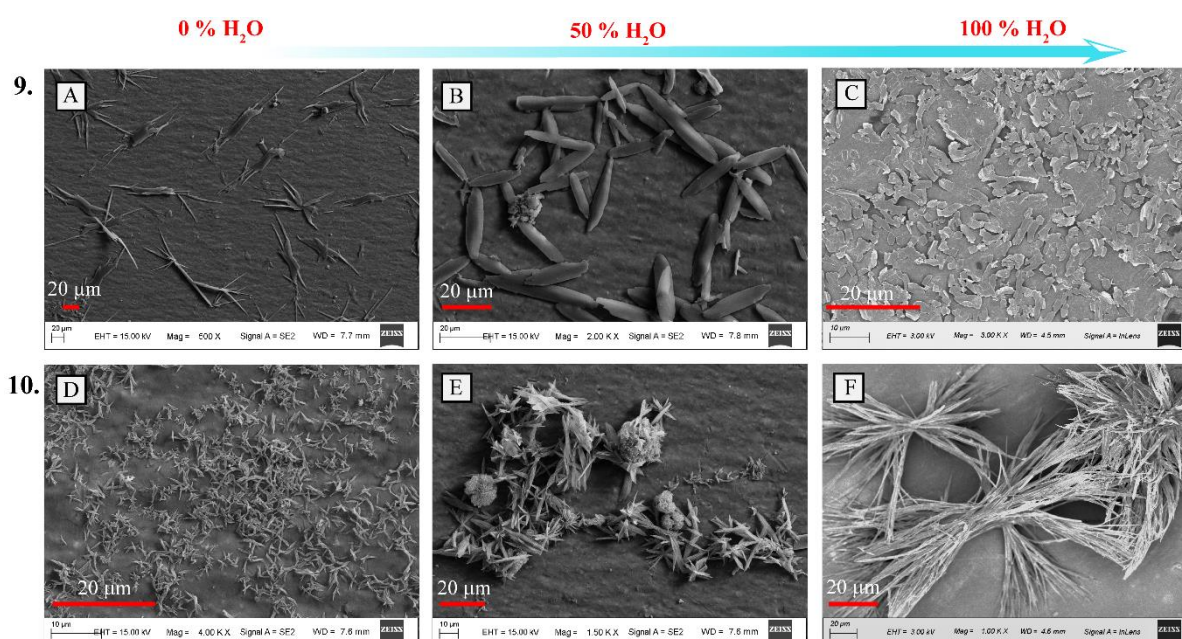 0 % H₂O 50 % H₂O 100 % H₂O
9.
A B C
20 µm 20 µm 20 µm
20 µm EHT = 15.00 kV Mag = 500 X Signal A = SE2 WD = 7.7 mm ZEISS
EHT = 15.00 kV Mag = 2.00 K X Signal A = SE2 WD = 7.8 mm ZEISS
10 µm EHT = 3.00 kV Mag = 3.00 K X WD = 4.5 mm Signal A = InLens ZEISS
10.
D E F
20 µm 20 µm 20 µm
10 µm EHT = 15.00 kV Mag = 4.00 K X Signal A = SE2 WD = 7.6 mm ZEISS
10 µm EHT = 15.00 kV Mag = 1.50 K X Signal A = SE2 WD = 7.6 mm ZEISS
20 µm EHT = 3.00 kV Mag = 1.00 K X WD = 4.6 mm Signal A = InLens ZEISS